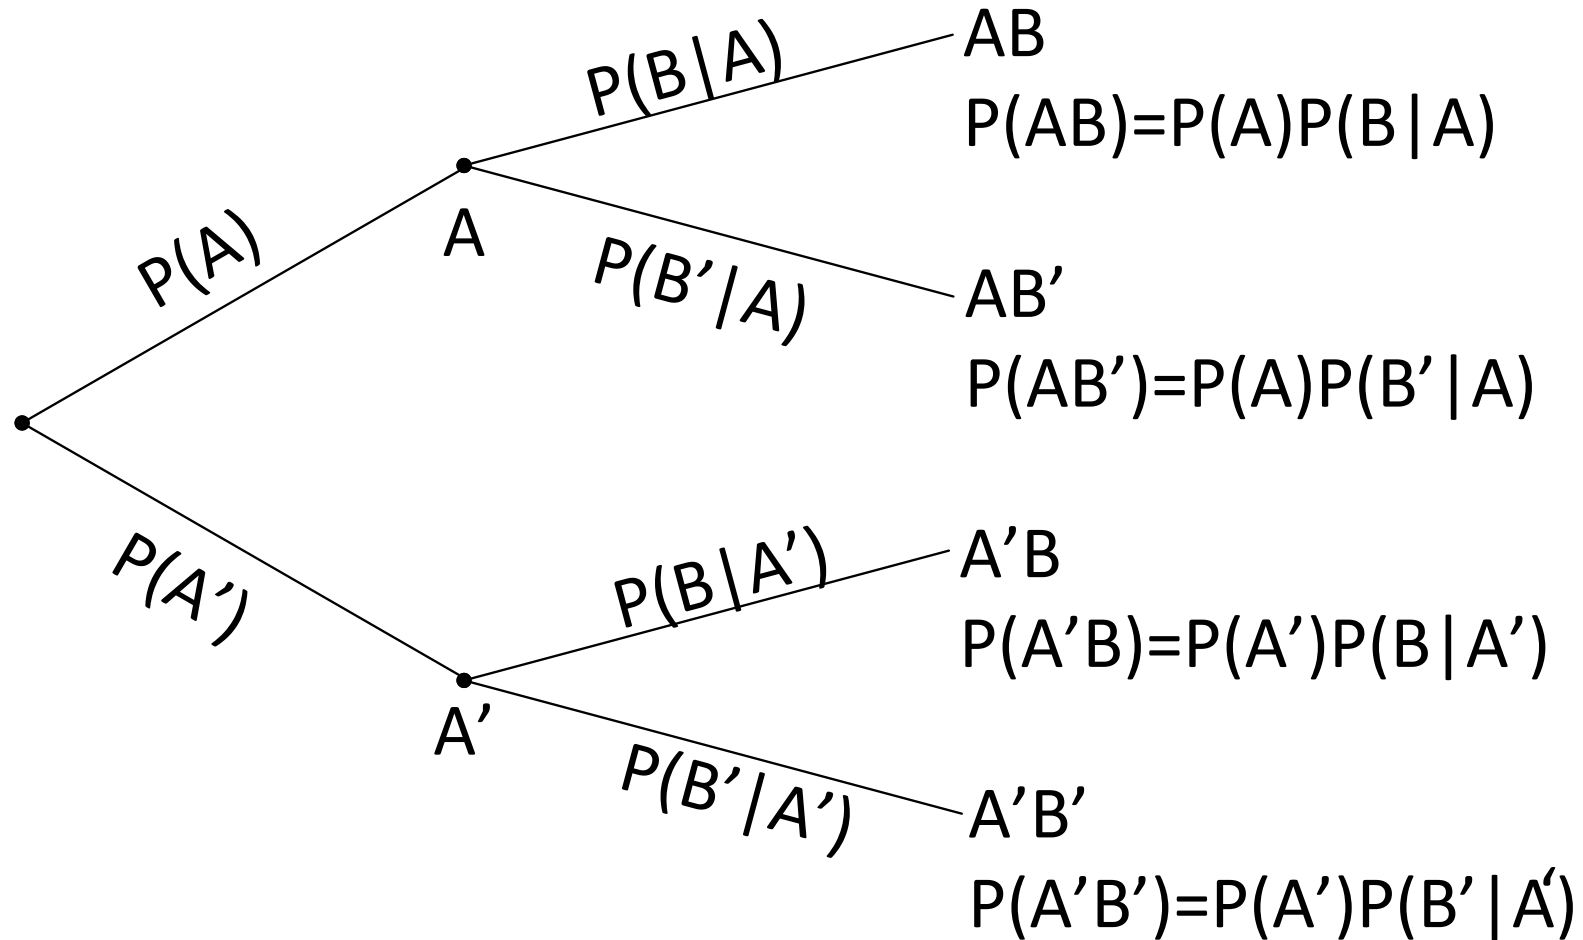 P(B|A)
AB
P(AB)=P(A)P(B|A)
P(A)
A
P(B’|A)
AB’
P(AB’)=P(A)P(B’|A)
P(A’)
P(B|A’)
A’B
P(A’B)=P(A’)P(B|A’)
A’
P(B’|A’)
A’B’
P(A’B’)=P(A’)P(B’|A‘)